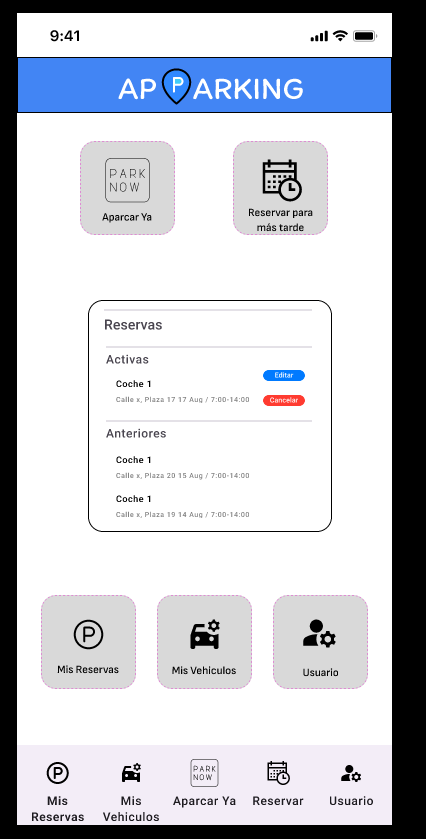 9:41
AP P ARKING
PARK
NOW
Aparcar Ya
Reservar para
más tarde
Reservas
Activas
Coche 1
Editar
Calle x, Plaza 17 17 Aug / 7:00-14:00
Cancelar
Anteriores
Coche 1
Calle x, Plaza 20 15 Aug / 7:00-14:00
Coche 1
Calle x, Plaza 19 14 Aug / 7:00-14:00
P
Mis Reservas
Mis Vehiculos
Usuario
P
PARK
NOW
Mis
Reservas
Mis
Vehiculos
Aparcar Ya
Reservar
Usuario